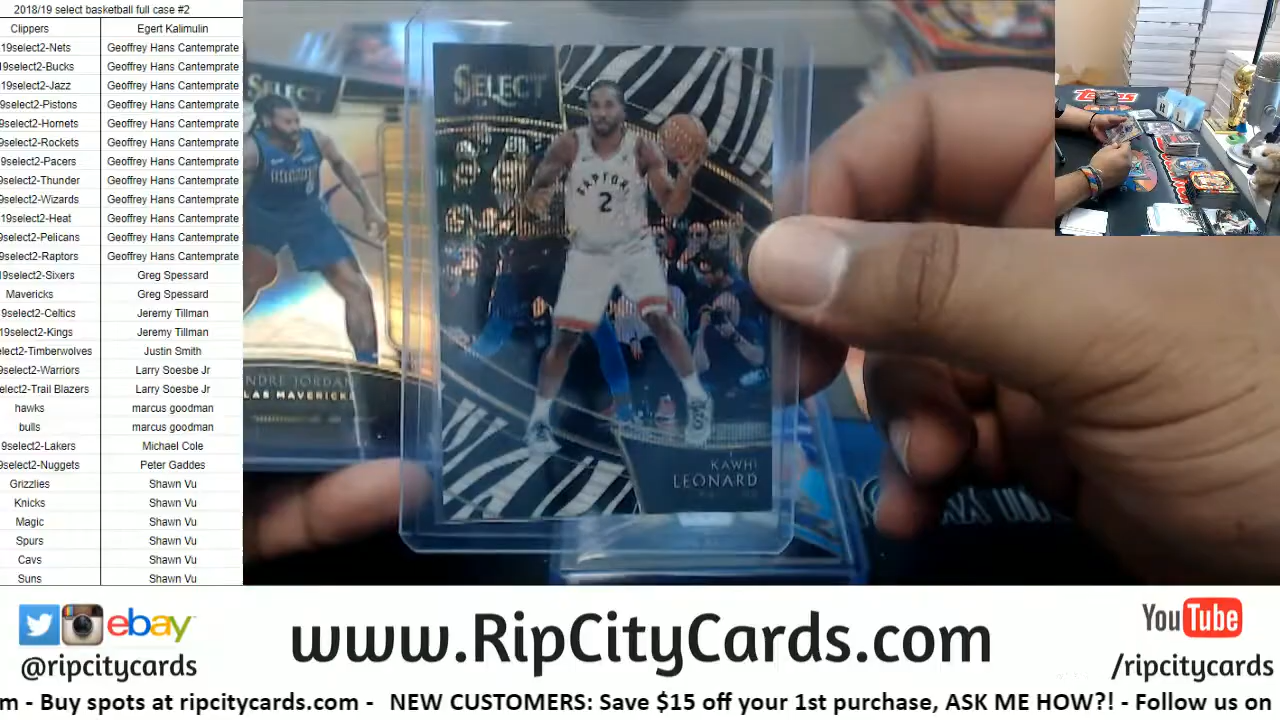 2018/19 select basketball full case #2
Clippers Egert Kalimulin
19select2-Nets Geoffrey Hans Cantemprate
9select2-Bucks Geoffrey Hans Cantemprate
19select2-Jazz Geoffrey Hans Cantemprate
9select2-Pistons Geoffrey Hans Cantemprate
9select2-Hornets Geoffrey Hans Cantemprate
9select2-Rockets Geoffrey Hans Cantemprate
9select2-Pacers Geoffrey Hans Cantemprate
9select2-Thunder Geoffrey Hans Cantemprate
9select2-Wizards Geoffrey Hans Cantemprate
19select2-Heat Geoffrey Hans Cantemprate
9select2-Pelicans Geoffrey Hans Cantemprate
9select2-Raptors Geoffrey Hans Cantemprate
19select2-Sixers Greg Spessard
Mavericks Greg Spessard
9select2-Celtics Jeremy Tillman
19select2-Kings Jeremy Tillman
elect2-Timberwolves Justin Smith
9select2-Warriors Larry Soesbe Jr
elect2-Trail Blazers Larry Soesbe Jr
hawks marcus goodman
bulls marcus goodman
9select2-Lakers Michael Cole
9select2-Nuggets Peter Gaddes
Grizzlies Shawn Vu
Knicks Shawn Vu
Magic Shawn Vu
Spurs Shawn Vu
Cavs Shawn Vu
Suns Shawn Vu
SELECT
NDRE JORDAN
LAS MAVERICKS
SELECT
RAPTORS
2
KAWHI
LEONARD
Topps
ebay
@ripcitycards
www.RipCityCards.com
YouTube
/ripcitycards
m - Buy spots at ripcitycards.com - NEW CUSTOMERS: Save $15 off your 1st purchase, ASK ME HOW?! - Follow us on